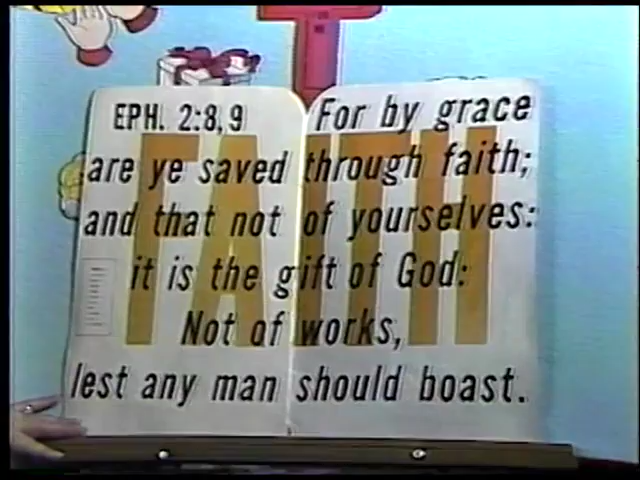 EPH. 2:8,9 For by grace
are ye saved through faith;
and that not of yourselves:
it is the gift of God:
Not of works,
lest any man should boast.
FAITH